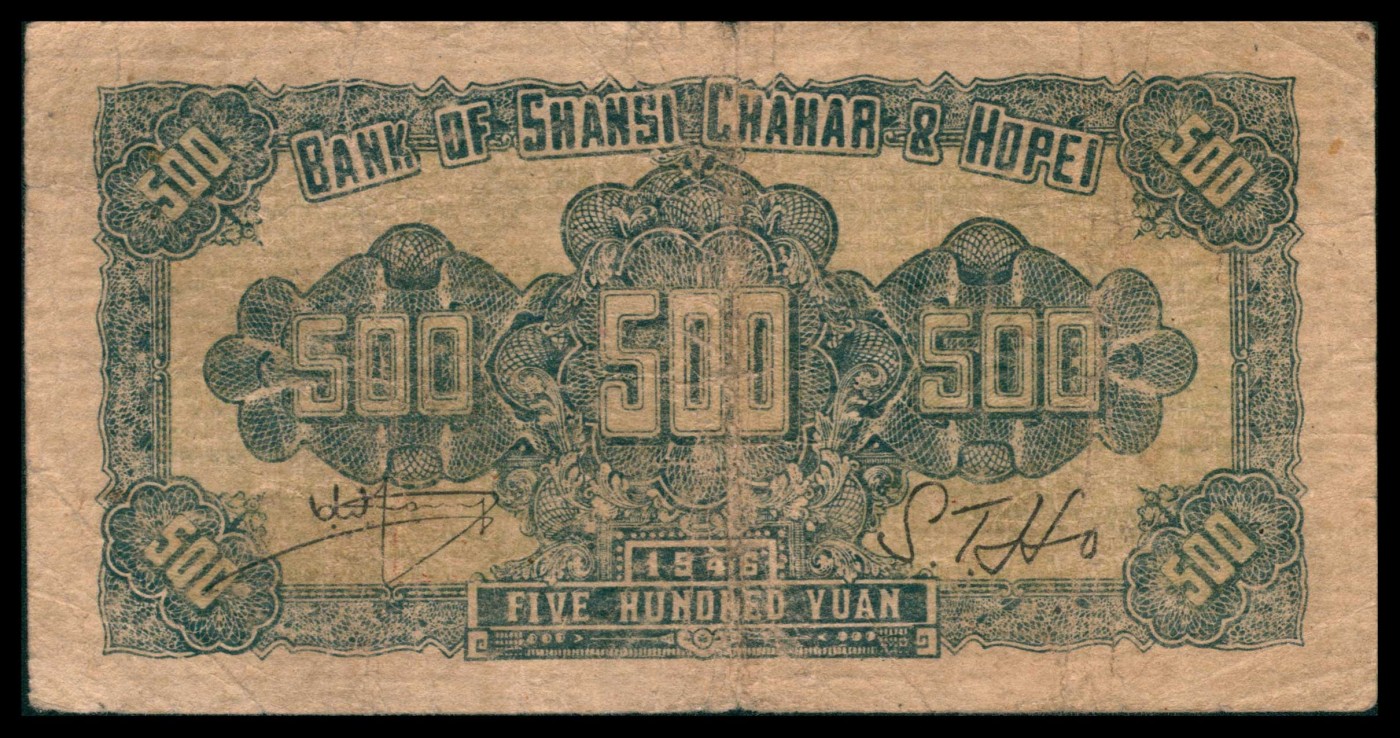 500 500
BANK OF SHANSI CHAHAR & HOPEI
500 500 500
S. T. Ho
500 500
1946
FIVE HUNDRED YUAN